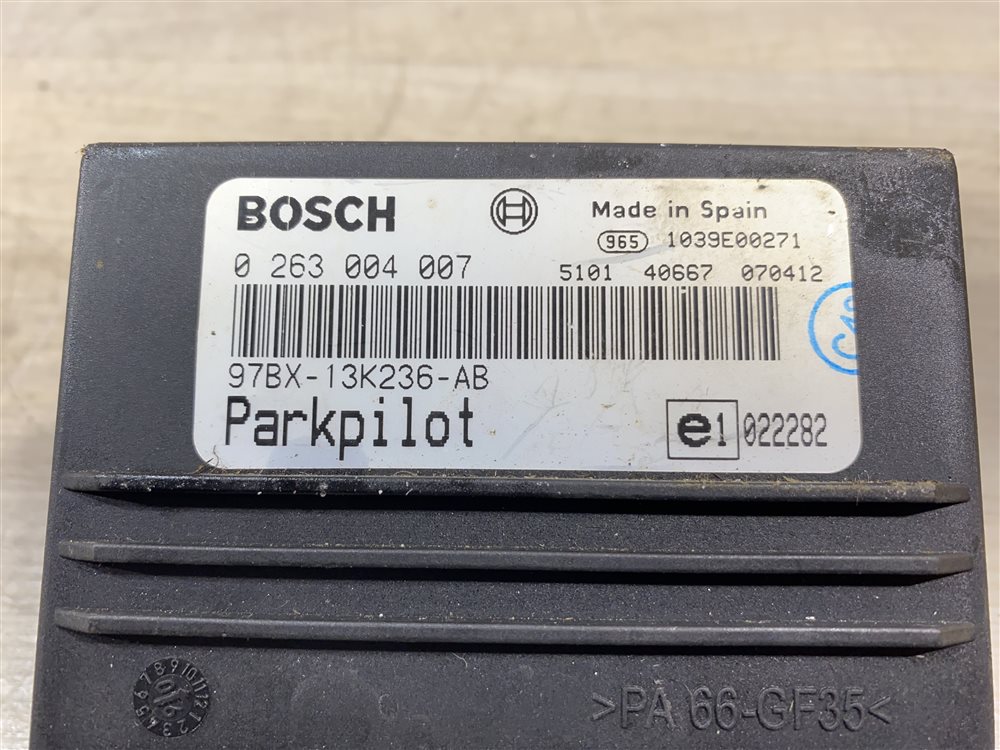 BOSCH Made in Spain
965 1039E00271
0 263 004 007 5101 40667 070412
97BX-13K236-AB
Parkpilot e1 022282
>PA 66-GF35<